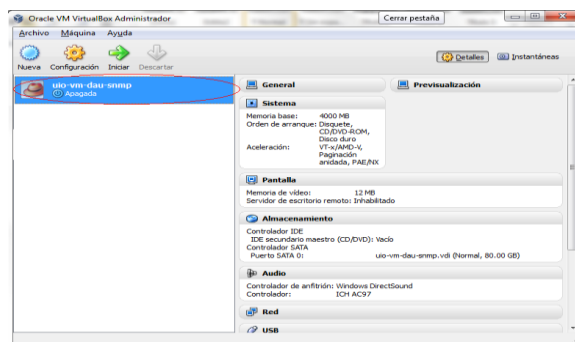 Oracle VM VirtualBox Administrador
Cerrar pestaña
Archivo Máquina Ayuda
Nueva Configuración Iniciar Descartar
Detalles Instantáneas
uio-vm-dau-snmp
Apagada
General
Previsualización
Sistema
Memoria base: 4000 MB
Orden de arranque: Disquete,
CD/DVD-ROM,
Disco duro
Aceleración: VT-x/AMD-V,
Paginación
anidada, PAE/NX
Pantalla
Memoria de vídeo: 12 MB
Servidor de escritorio remoto: Inhabilitado
Almacenamiento
Controlador IDE
IDE secundario maestro (CD/DVD): Vacío
Controlador SATA
Puerto SATA 0: uio-vm-dau-snmp.vdi (Normal, 80.00 GB)
Audio
Controlador de anfitrión: Windows DirectSound
Controlador: ICH AC97
Red
USB